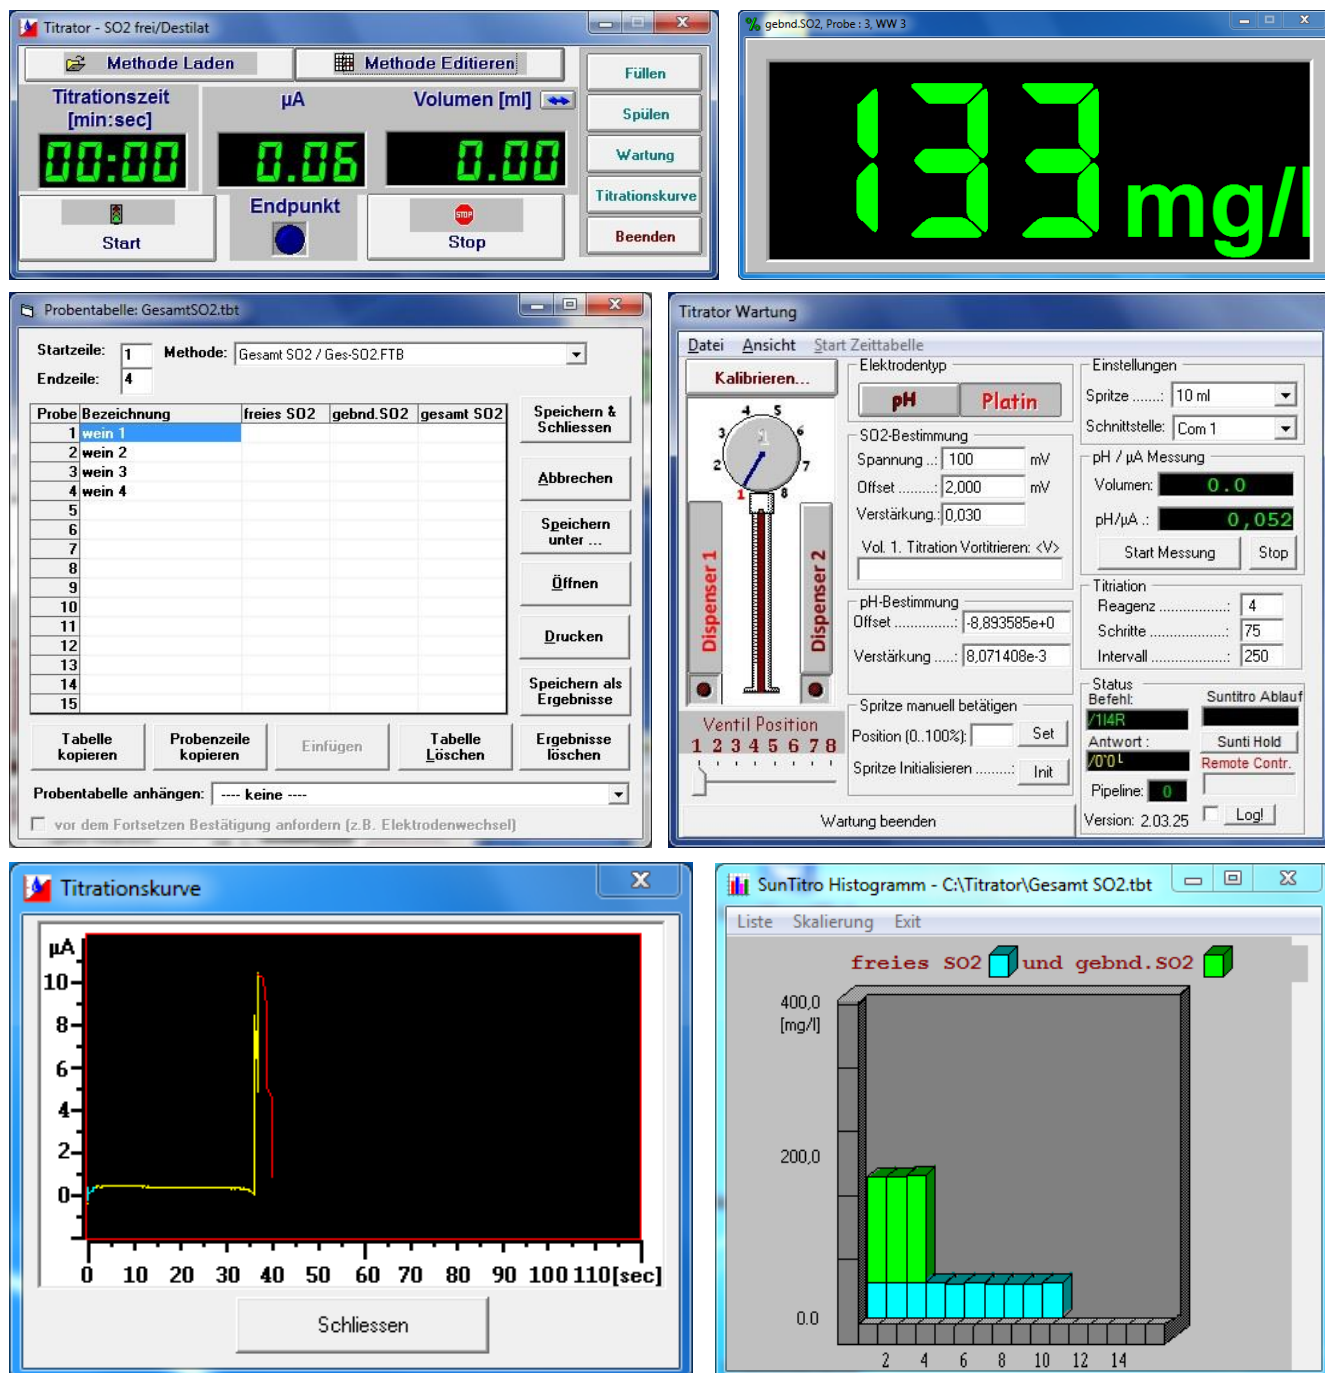 Titrator - SO2 frei/Destilat
Methode Laden
Methode Editieren
Titrationszeit
[min:sec]
µA
Volumen [ml]
00:00
0.06
0.00
Start
Endpunkt
STOP
Stop
Füllen
Spülen
Wartung
Titrationskurve
Beenden
% gebnd.SO2, Probe : 3, WW 3
133 mg/l
Probentabelle: GesamtSO2.tbt
Startzeile: 1 Methode: Gesamt SO2 / Ges-SO2.FTB
Endzeile: 4
Probe Bezeichnung freies SO2 gebnd.SO2 gesamt SO2
1 wein 1
2 wein 2
3 wein 3
4 wein 4
5
6
7
8
9
10
11
12
13
14
15
Speichern &
Schliessen
Abbrechen
Speichern
unter ...
Öffnen
Drucken
Speichern als
Ergebnisse
Tabelle
kopieren
Probenzeile
kopieren
Einfügen
Tabelle
Löschen
Ergebnisse
löschen
Probentabelle anhängen: ---- keine ----
vor dem Fortsetzen Bestätigung anfordern (z.B. Elektrodenwechsel)
Titrator Wartung
Datei Ansicht Start Zeittabelle
Kalibrieren...
1 2 3 4 5 6 7 8
1
Dispenser 1
Dispenser 2
Ventil Position
1 2 3 4 5 6 7 8
Elektrodentyp
pH Platin
SO2-Bestimmung
Spannung ..: 100 mV
Offset ........: 2,000 mV
Verstärkung.: 0,030
Vol. 1. Titration Vortitrieren: <V>
pH-Bestimmung
Offset ..............: -8,893585e+0
Verstärkung .....: 8,071408e-3
Spritze manuell betätigen
Position (0..100%): Set
Spritze Initialisieren ........: Init
Wartung beenden
Einstellungen
Spritze ......: 10 ml
Schnittstelle: Com 1
pH / µA Messung
Volumen: 0.0
pH/µA .: 0,052
Start Messung Stop
Titriation
Reagenz .................: 4
Schritte ..................: 75
Intervall ..................: 250
Status
Befehl: Suntitro Ablauf
/1I4R
Antwort : Sunti Hold
Remote Contr.
Pipeline: 0
Version: 2.03.25 Log!
Titrationskurve
µA
10
8
6
4
2
0
0 10 20 30 40 50 60 70 80 90 100 110[sec]
Schliessen
SunTitro Histogramm - C:\Titrator\Gesamt SO2.tbt
Liste Skalierung Exit
freies SO2 und gebnd.SO2
400,0
[mg/l]
200,0
0.0
2 4 6 8 10 12 14